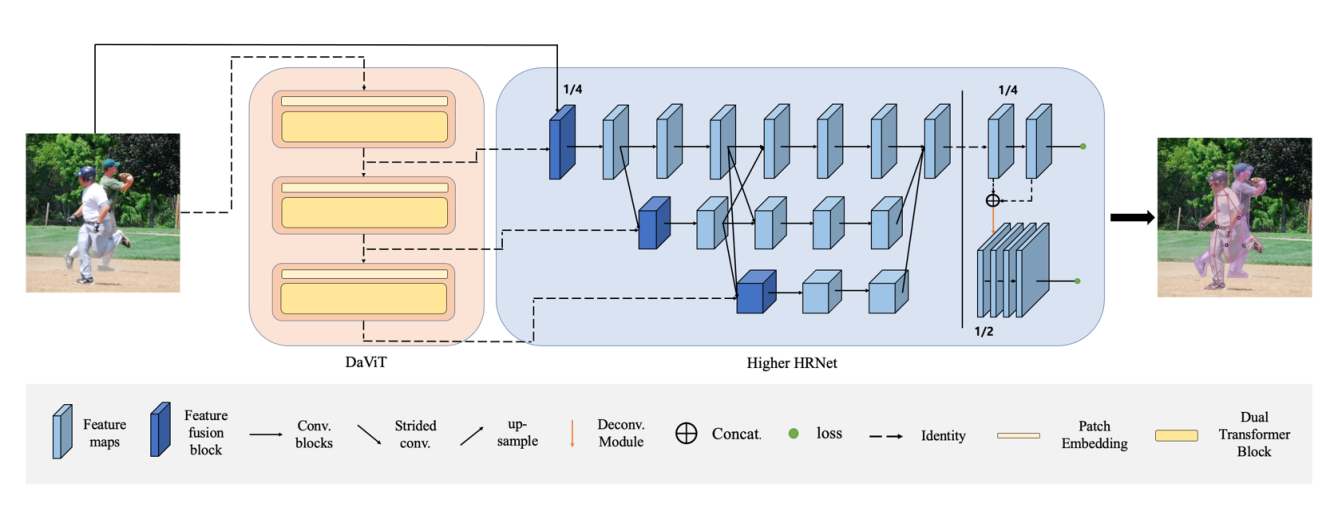 1/4
1/4
1/2
DaViT
Higher HRNet
Feature
maps
Feature
fusion
block
Conv.
blocks
Strided
conv.
up-
sample
Deconv.
Module
Concat.
loss
Identity
Patch
Embedding
Dual
Transformer
Block